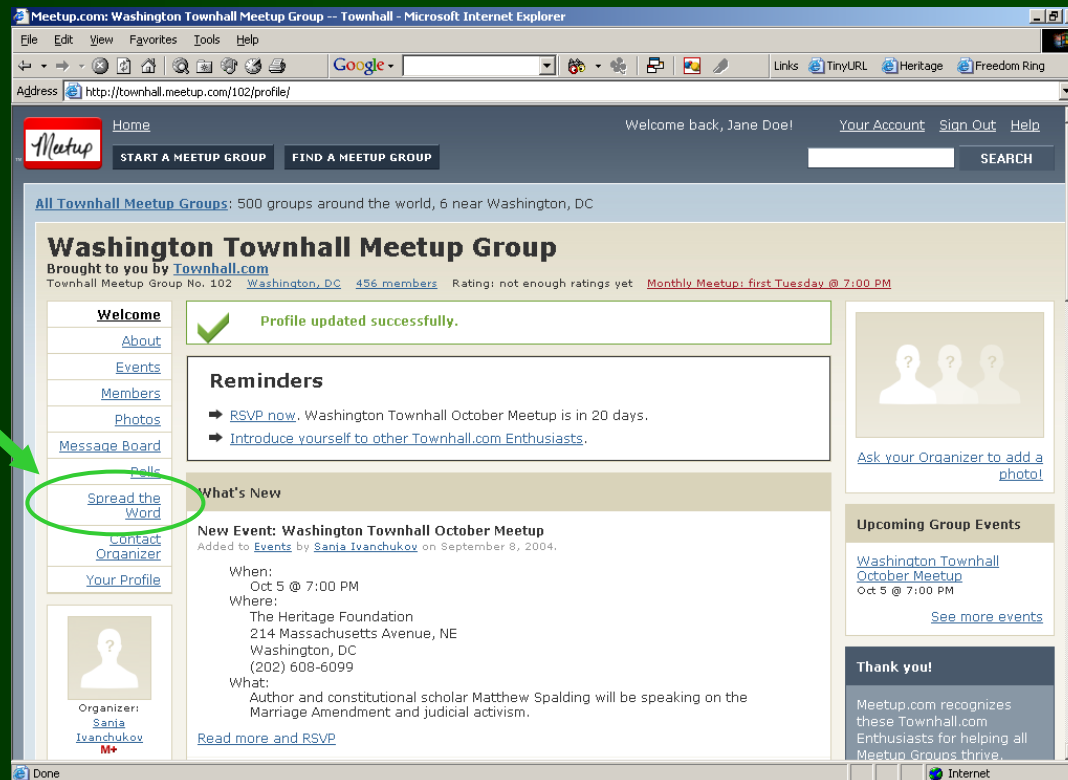 Meetup.com: Washington Townhall Meetup Group -- Townhall - Microsoft Internet Explorer
File Edit View Favorites Tools Help
Google
Links TinyURL Heritage Freedom Ring
Address http://townhall.meetup.com/102/profile/
Meetup
Home
Welcome back, Jane Doe! Your Account Sign Out Help
START A MEETUP GROUP FIND A MEETUP GROUP
SEARCH
All Townhall Meetup Groups: 500 groups around the world, 6 near Washington, DC
Washington Townhall Meetup Group
Brought to you by Townhall.com
Townhall Meetup Group No. 102 Washington, DC 456 members Rating: not enough ratings yet Monthly Meetup: first Tuesday @ 7:00 PM
Welcome
About
Events
Members
Photos
Message Board
Polls
Spread the
Word
Contact
Organizer
Your Profile
?
Organizer:
Sanja
Ivanchukov
M+
Profile updated successfully.
Reminders
RSVP now. Washington Townhall October Meetup is in 20 days.
Introduce yourself to other Townhall.com Enthusiasts.
What's New
New Event: Washington Townhall October Meetup
Added to Events by Sanja Ivanchukov on September 8, 2004.
When:
Oct 5 @ 7:00 PM
Where:
The Heritage Foundation
214 Massachusetts Avenue, NE
Washington, DC
(202) 608-6099
What:
Author and constitutional scholar Matthew Spalding will be speaking on the
Marriage Amendment and judicial activism.
Read more and RSVP
? ? ?
Ask your Organizer to add a
photo!
Upcoming Group Events
Washington Townhall
October Meetup
Oct 5 @ 7:00 PM
See more events
Thank you!
Meetup.com recognizes
these Townhall.com
Enthusiasts for helping all
Meetup Groups thrive.
Done Internet